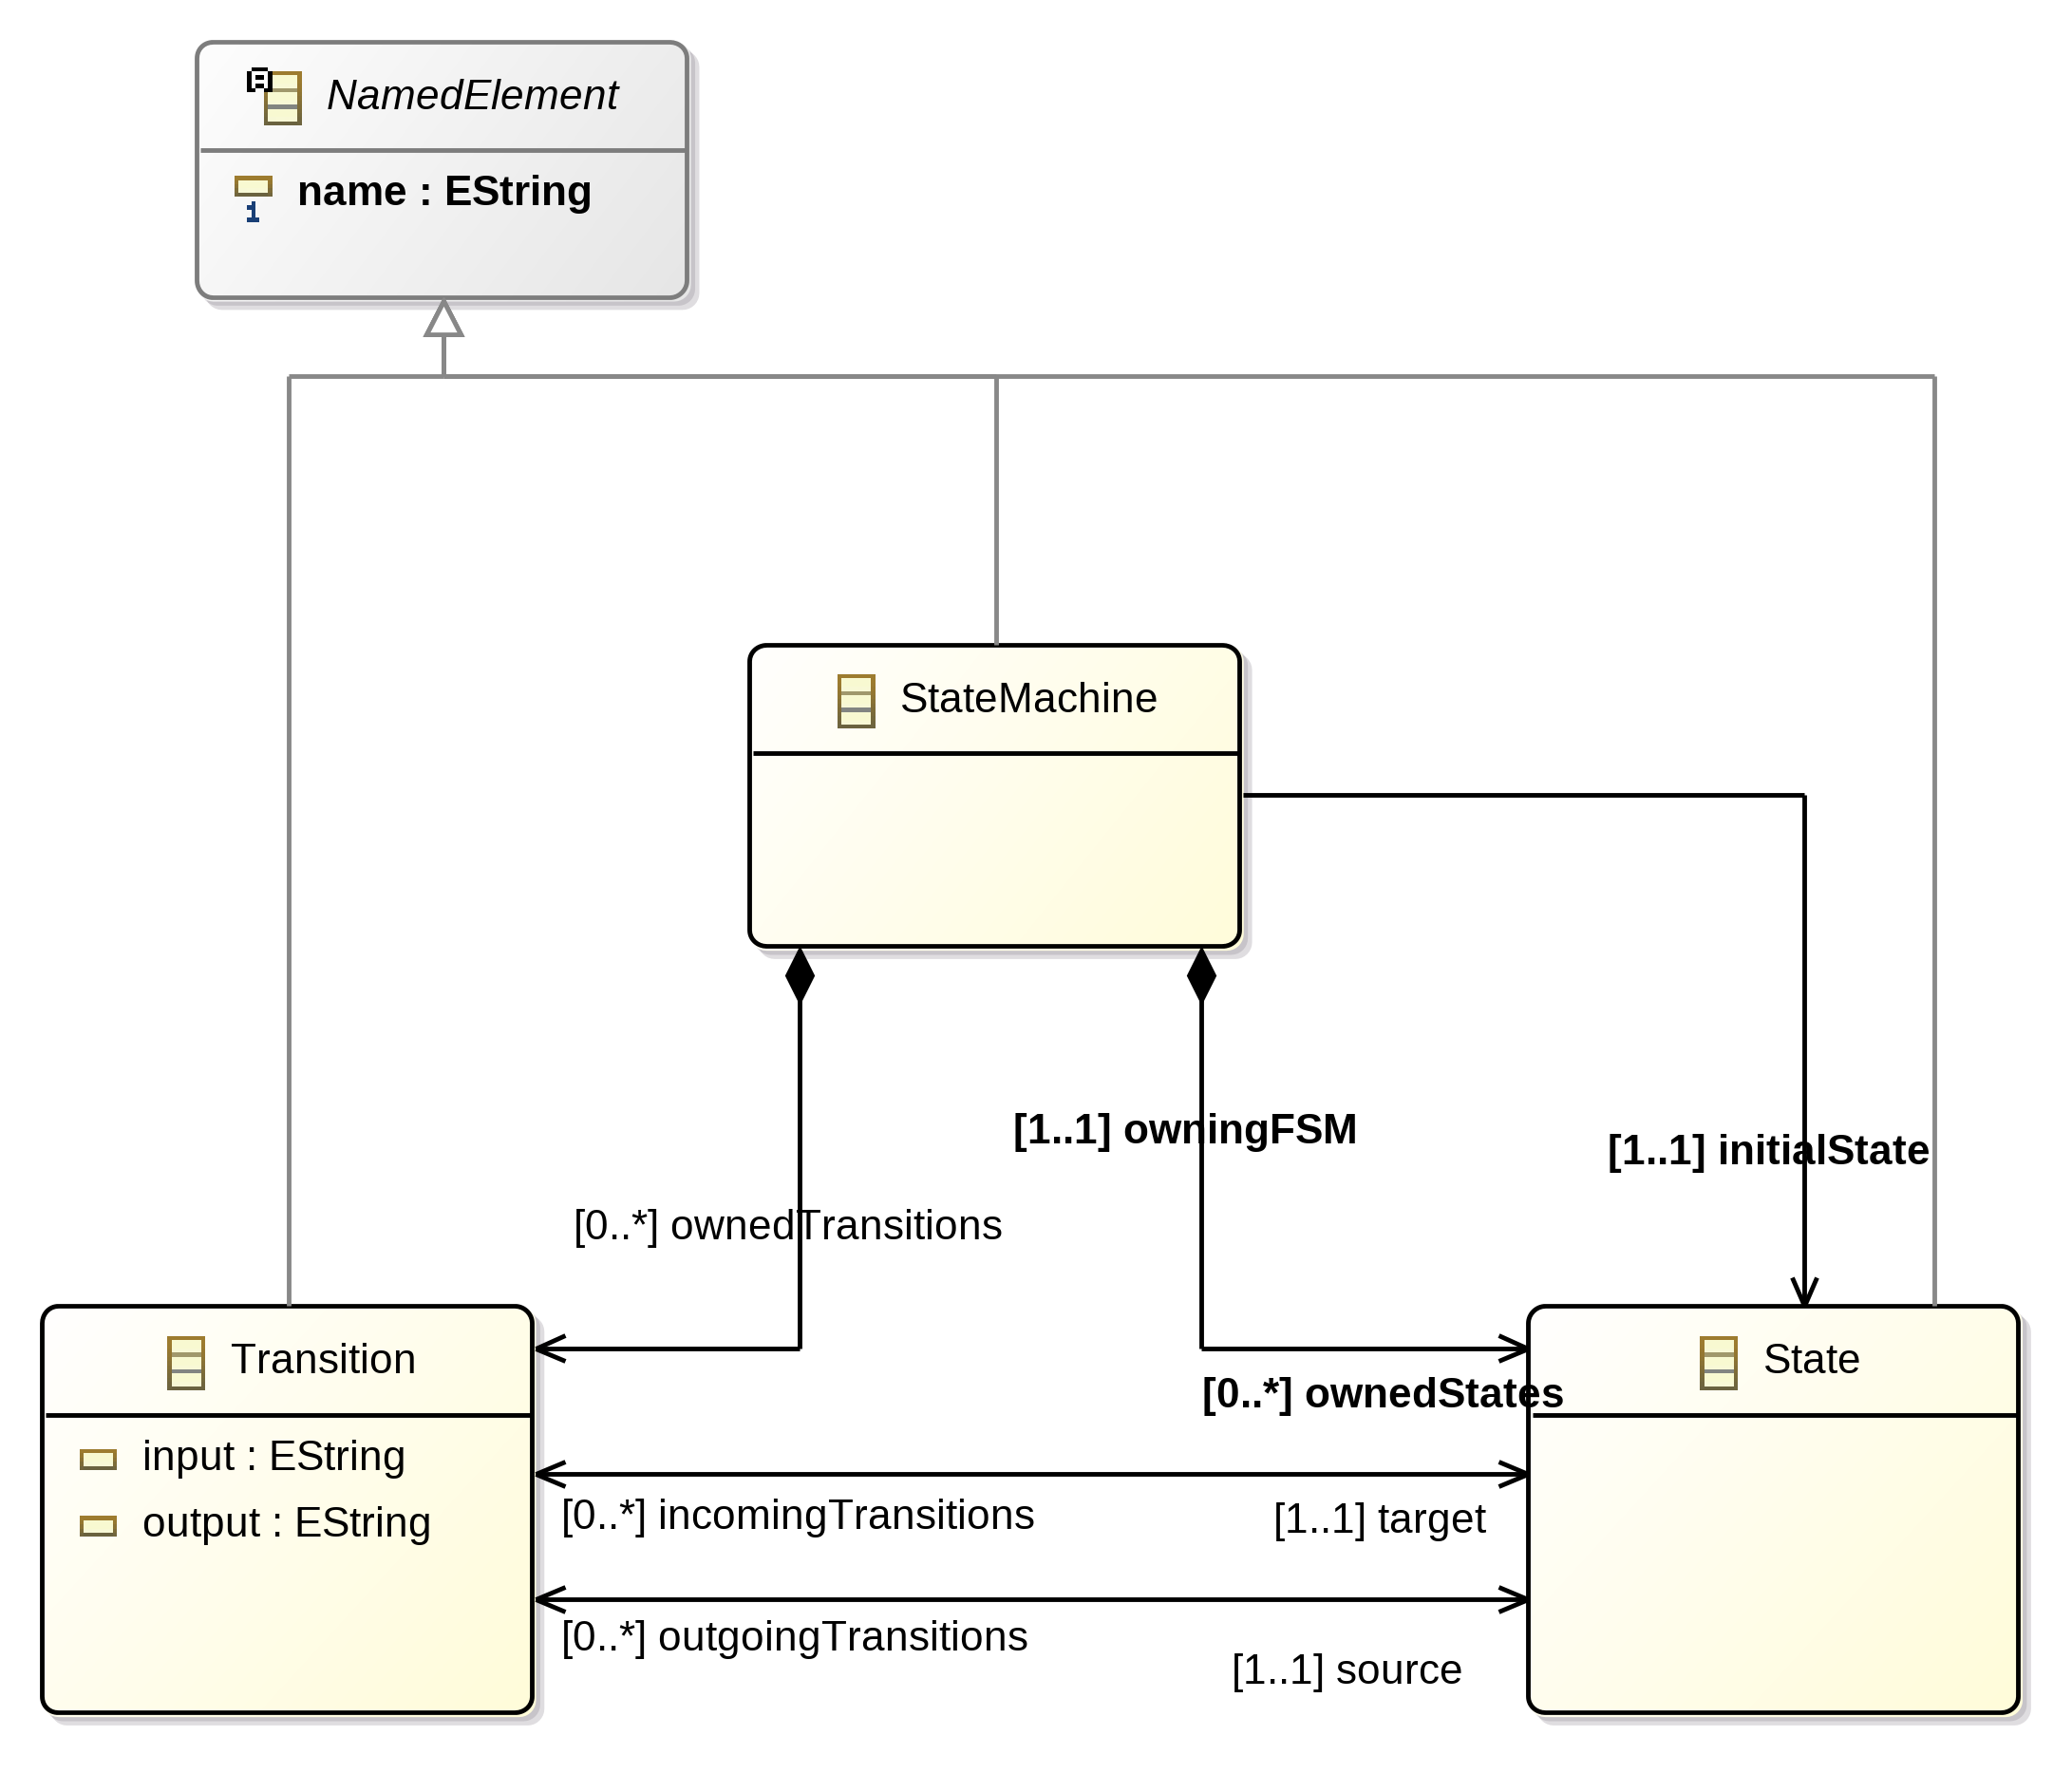 NamedElement
name : EString
StateMachine
[1..1] owningFSM
[1..1] initialState
[0..*] ownedTransitions
Transition
State
[0..*] ownedStates
input : EString
output : EString
[0..*] incomingTransitions
[1..1] target
[0..*] outgoingTransitions
[1..1] source